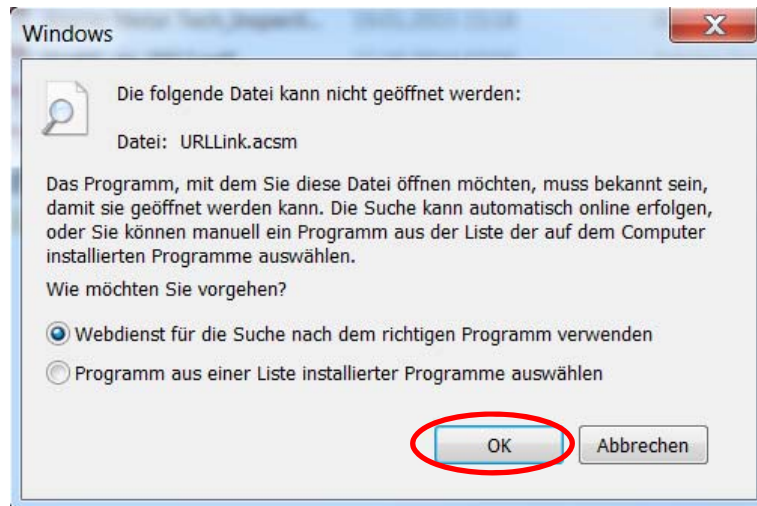 Windows
Die folgende Datei kann nicht geöffnet werden:
Datei: URLLink.acsm
Das Programm, mit dem Sie diese Datei öffnen möchten, muss bekannt sein,
damit sie geöffnet werden kann. Die Suche kann automatisch online erfolgen,
oder Sie können manuell ein Programm aus der Liste der auf dem Computer
installierten Programme auswählen.
Wie möchten Sie vorgehen?
Webdienst für die Suche nach dem richtigen Programm verwenden
Programm aus einer Liste installierter Programme auswählen
OK
Abbrechen